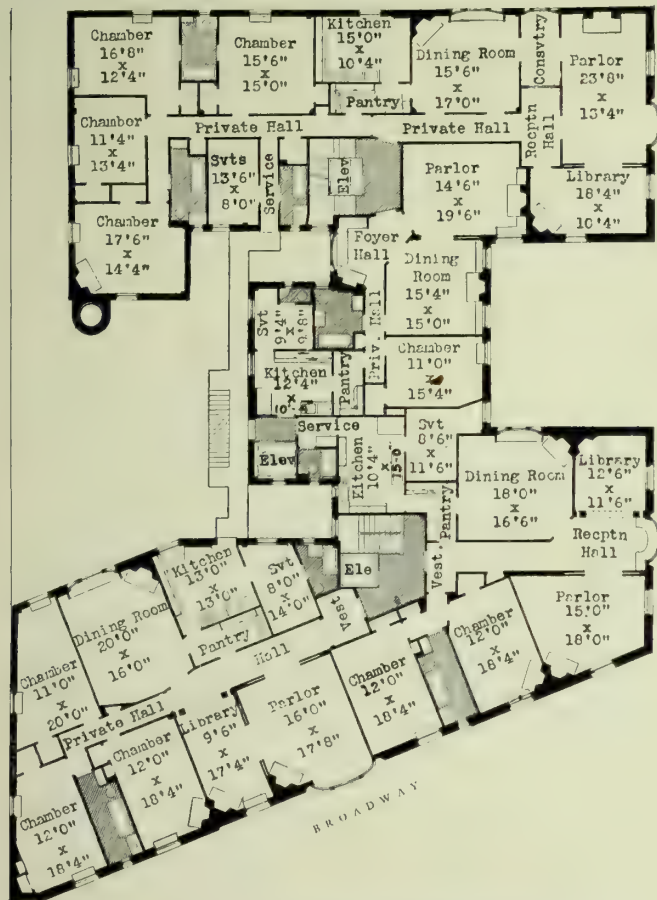 Chamber
16'8"
x
12'4"
Chamber
15'6"
x
15'0"
Kitchen
15'0"
x
10'4"
Dining Room
15'6"
x
17'0"
Consvtry
Parlor
23'8"
x
13'4"
Pantry
Chamber
11'4"
x
13'4"
Private Hall
Private Hall
Recptn
Hall
Svts
13'6"
x
8'0"
Service
Elev
Parlor
14'6"
x
19'6"
Library
18'4"
x
10'4"
Chamber
17'6"
x
14'4"
Foyer
Hall
Dining
Room
15'4"
x
15'0"
Svt
9'4"
x
9'8"
Priv. Hall
Chamber
11'0"
x
15'4"
Kitchen
12'4"
x
Pantry
Service
Elev
Kitchen
10'4"
x
15-0
Svt
8'6"
x
11'6"
Dining Room
18'0"
x
16'6"
Library
12'6"
x
11'6"
Pantry
Recptn
Hall
Vest.
Ele
Kitchen
13'0"
x
13'0"
Svt
8'0"
x
14'0"
Vest
Parlor
15'0"
x
18'0"
Dining Room
20'0"
x
16'0"
Pantry
Hall
Chamber
12'0"
x
18'4"
Chamber
12'0"
x
18'4"
Chamber
11'0"
x
20'0"
Private Hall
Library
9'6"
x
17'4"
Parlor
16'0"
x
17'8"
Chamber
12'0"
x
18'4"
Chamber
12'0"
x
18'4"
BROADWAY